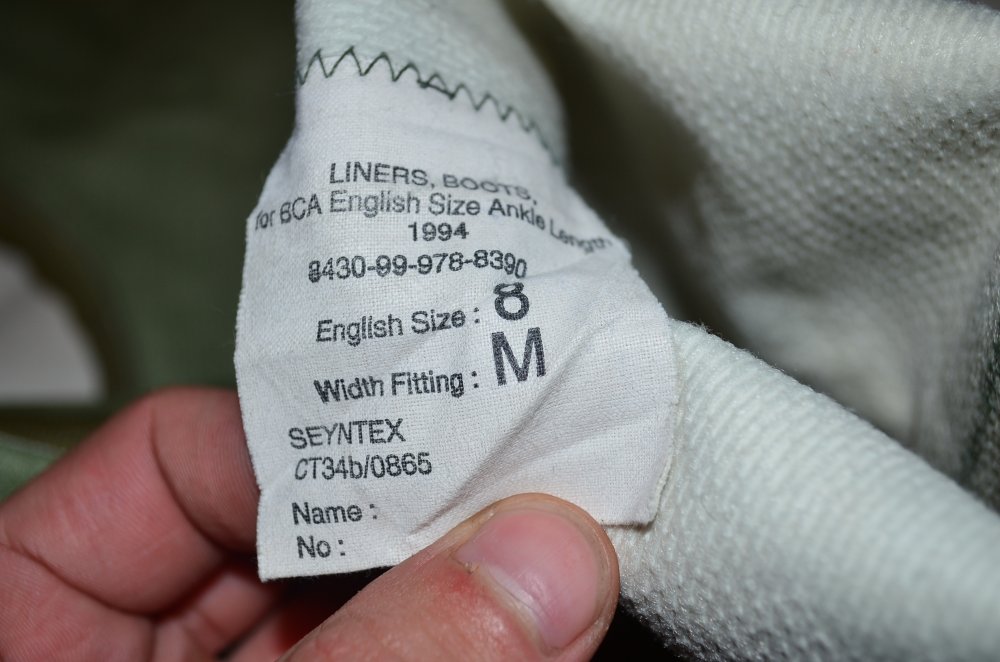 LINERS, BOOTS,
for BCA English Size Ankle Length
1994
8430-99-978-8390
English Size : 8
Width Fitting : M
SEYNTEX
CT34b/0865
Name :
No :